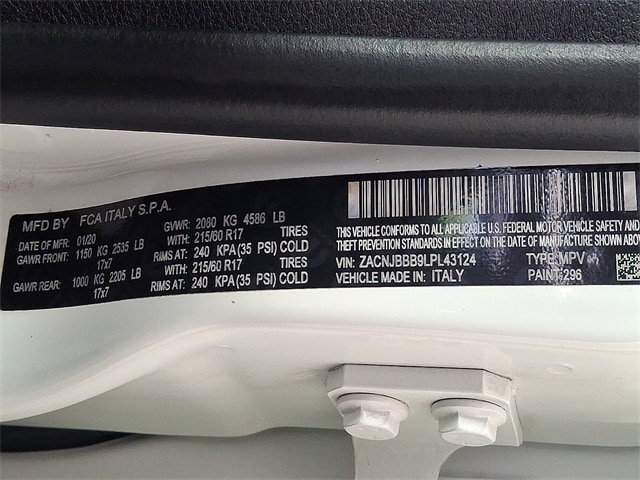 MFD BY FCA ITALY S.P.A.
DATE OF MFR: 01/20 GVWR: 2080 KG 4586 LB
GAWR FRONT: 1150 KG 2535 LB WITH: 215/60 R17 TIRES
17x7 RIMS AT: 240 KPA(35 PSI) COLD
GAWR REAR: 1000 KG 2205 LB WITH: 215/60 R17 TIRES
17x7 RIMS AT: 240 KPA(35 PSI) COLD
THIS VEHICLE CONFORMS TO ALL APPLICABLE U.S. FEDERAL MOTOR VEHICLE SAFETY AND
THEFT PREVENTION STANDARDS IN EFFECT ON THE DATE OF MANUFACTURE SHOWN ABO
VIN: ZACNJBBB9LPL43124 TYPE: MPV
VEHICLE MADE IN: ITALY PAINT: 296